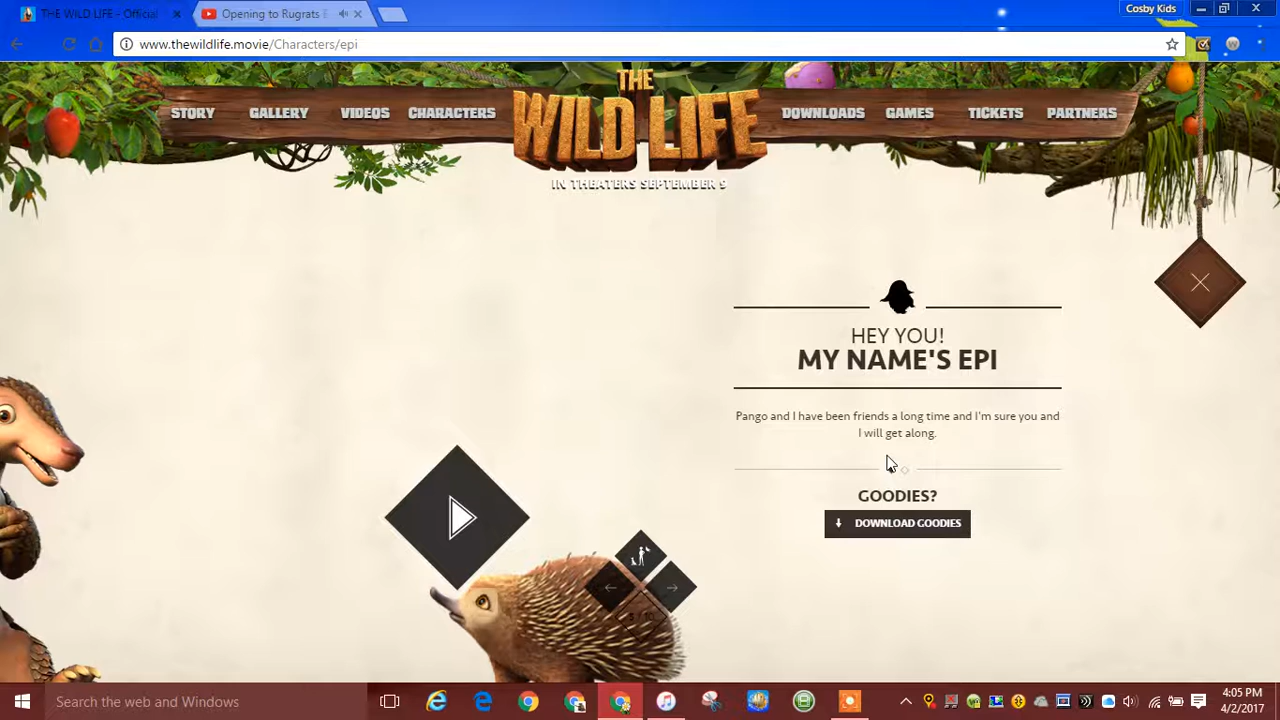 THE WILD LIFE - Official
Opening to Rugrats
Cosby Kids
www.thewildlife.movie/Characters/epi
STORY
GALLERY
VIDEOS
CHARACTERS
THE
WILD LIFE
IN THEATERS SEPTEMBER 9
DOWNLOADS
GAMES
TICKETS
PARTNERS
HEY YOU!
MY NAME'S EPI
Pango and I have been friends a long time and I'm sure you and
I will get along.
GOODIES?
DOWNLOAD GOODIES
Search the web and Windows
4:05 PM
4/2/2017